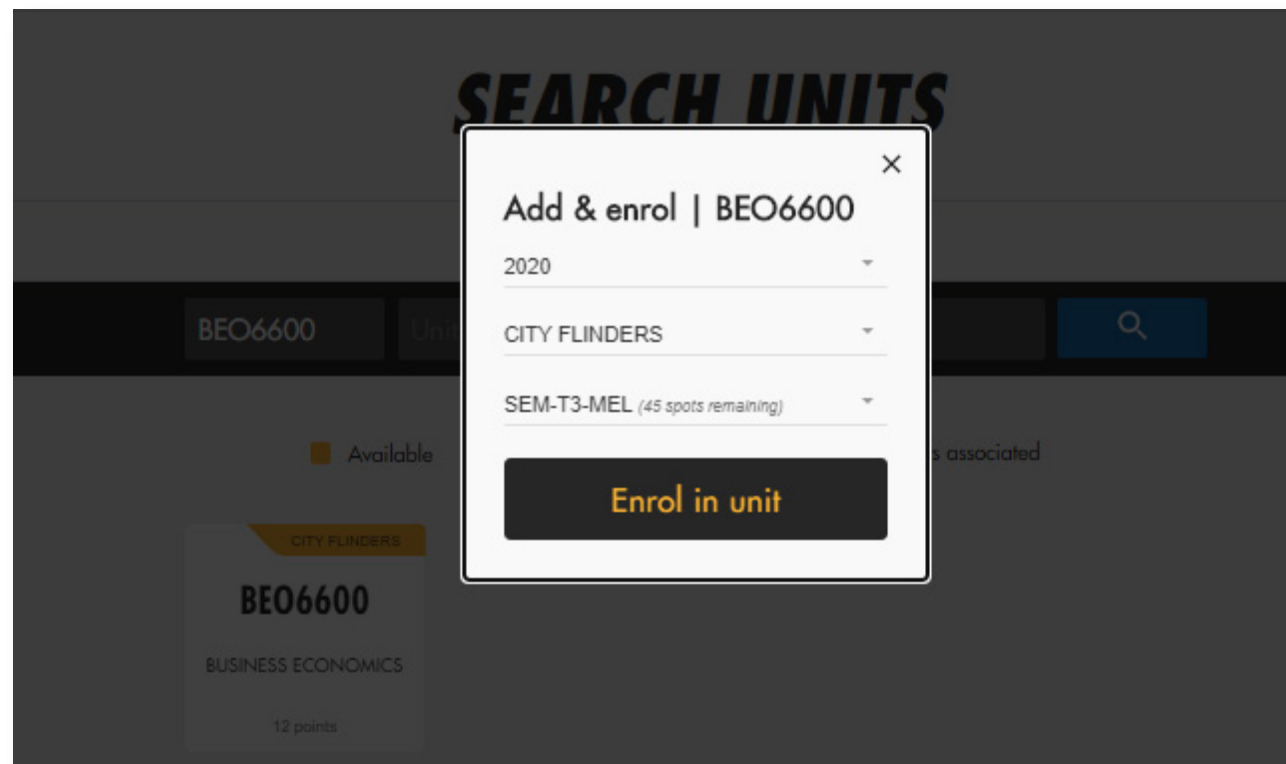 SEARCH UNITS
Add & enrol | BEO6600
2020
BEO6600 Unit
CITY FLINDERS
SEM-T3-MEL (45 spots remaining)
Available
associated
Enrol in unit
CITY FLINDERS
BEO6600
BUSINESS ECONOMICS
12 points